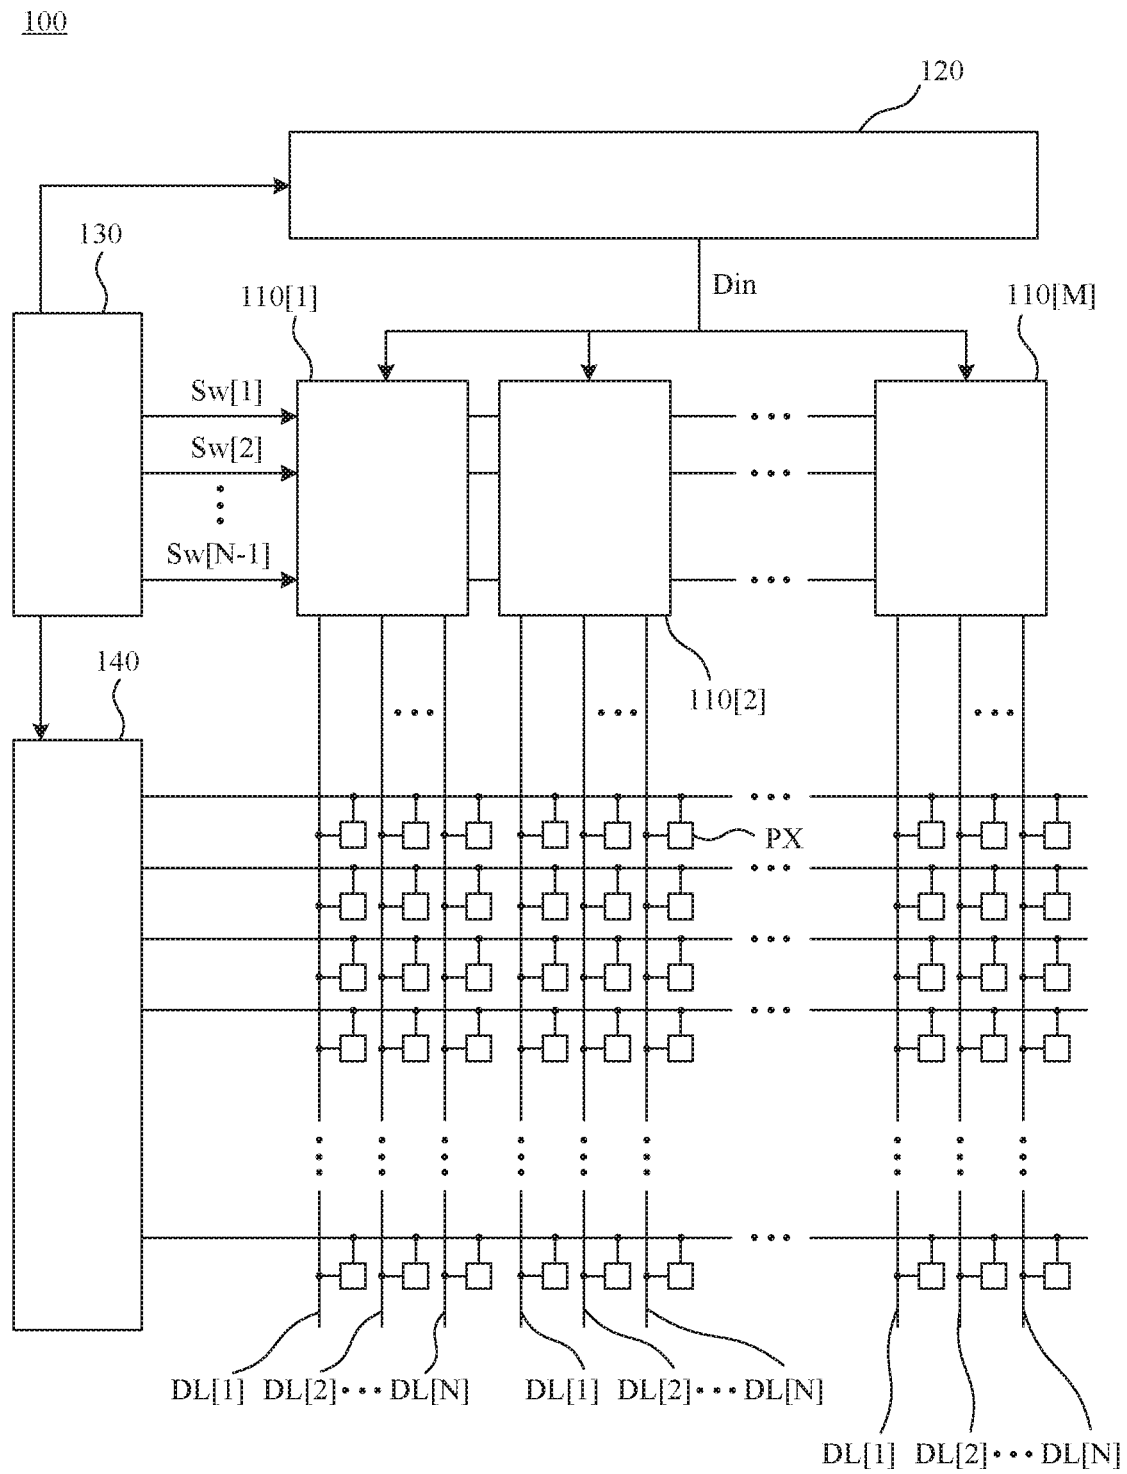 100
120
130
Din
110[1]
110[M]
Sw[1]
Sw[2]
Sw[N-1]
140
110[2]
PX
DL[1] DL[2]•••DL[N] DL[1] DL[2]•••DL[N]
DL[1] DL[2]•••DL[N]